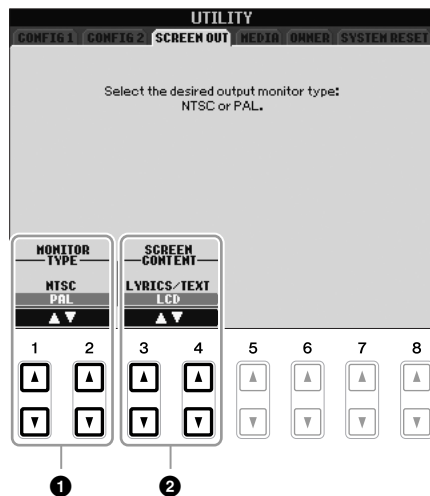 UTILITY
CONFIG 1 CONFIG 2 SCREEN OUT MEDIA OWNER SYSTEM RESET
Select the desired output monitor type:
NTSC or PAL.
MONITOR TYPE
NTSC
PAL
SCREEN CONTENT
LYRICS/TEXT
LCD
1 2 3 4 5 6 7 8
1 2